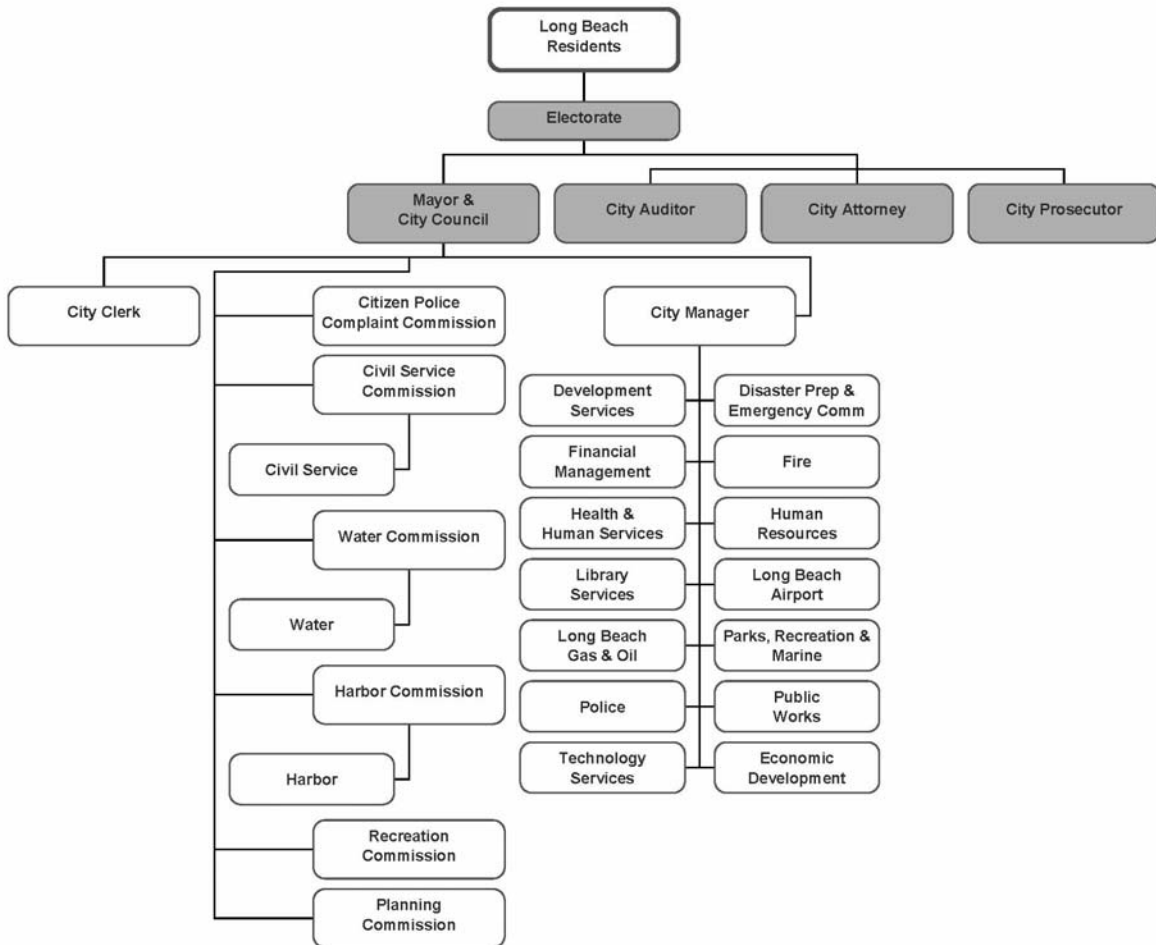 Long Beach
Residents
Electorate
Mayor &
City Council
City Auditor
City Attorney
City Prosecutor
City Clerk
Citizen Police
Complaint Commission
Civil Service
Commission
Civil Service
Water Commission
Water
Harbor Commission
Harbor
Recreation
Commission
Planning
Commission
City Manager
Development
Services
Disaster Prep &
Emergency Comm
Financial
Management
Fire
Health &
Human Services
Human
Resources
Library
Services
Long Beach
Airport
Long Beach
Gas & Oil
Parks, Recreation &
Marine
Police
Public
Works
Technology
Services
Economic
Development